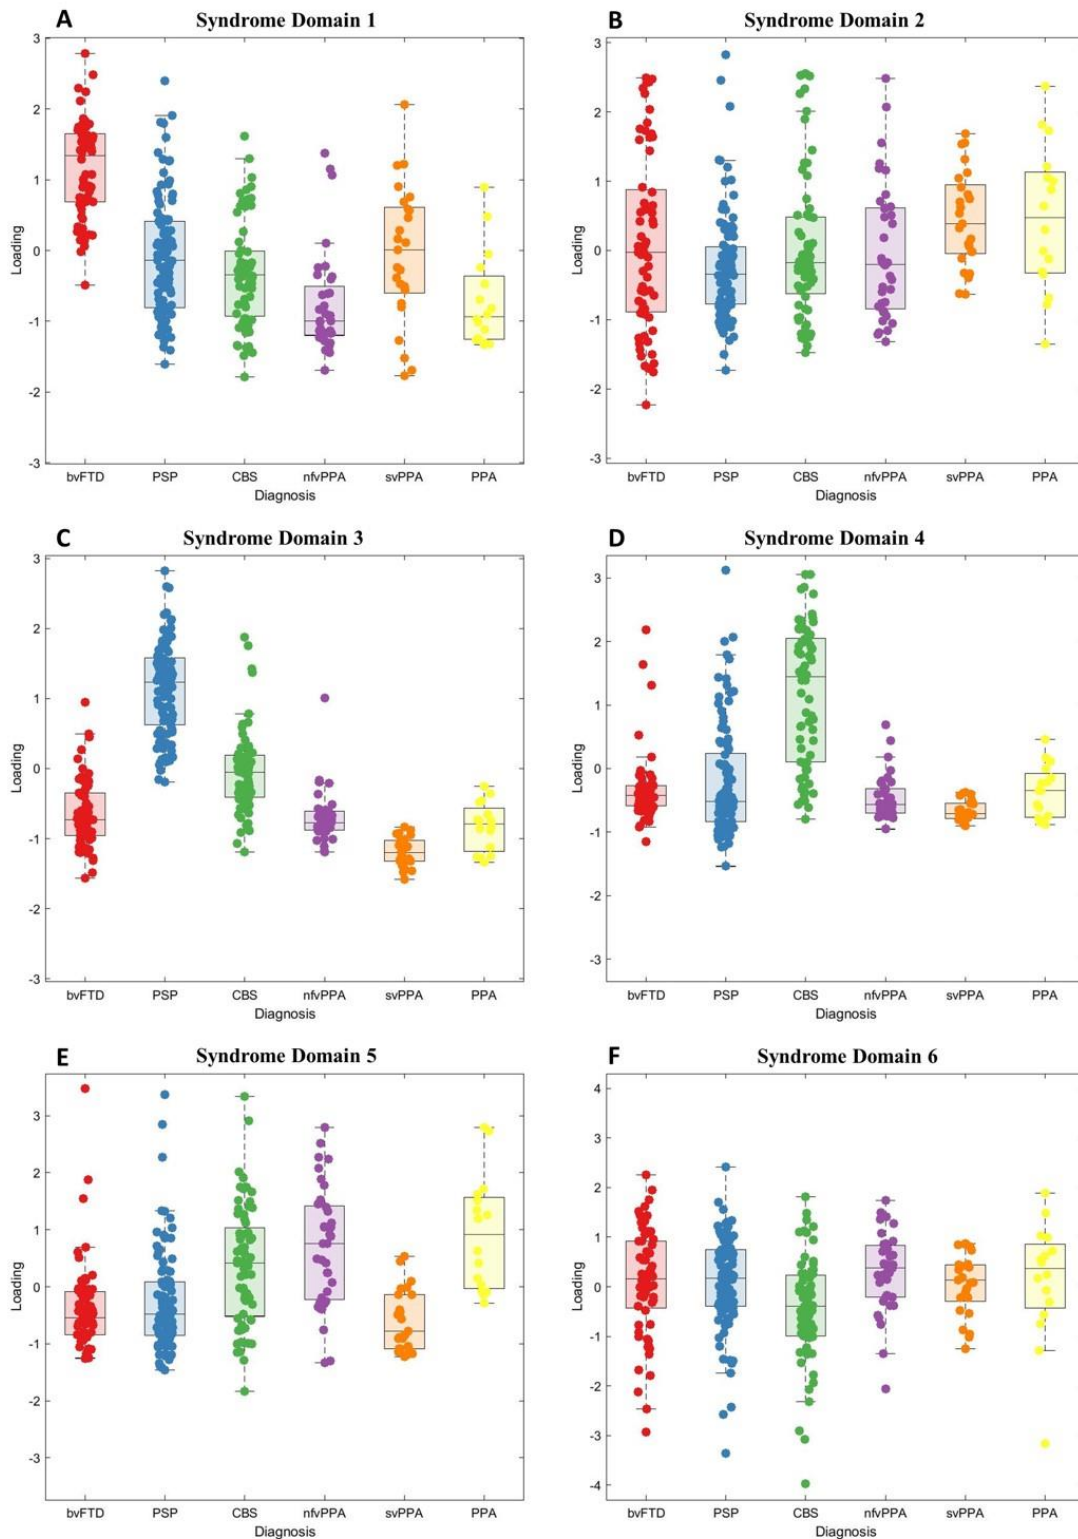 A Syndrome Domain 1
3
2
1
0
-1
-2
-3
Loading
bvFTD PSP CBS nfvPPA svPPA PPA
Diagnosis
B Syndrome Domain 2
3
2
1
0
-1
-2
-3
Loading
bvFTD PSP CBS nfvPPA svPPA PPA
Diagnosis
C Syndrome Domain 3
3
2
1
0
-1
-2
-3
Loading
bvFTD PSP CBS nfvPPA svPPA PPA
Diagnosis
D Syndrome Domain 4
3
2
1
0
-1
-2
-3
Loading
bvFTD PSP CBS nfvPPA svPPA PPA
Diagnosis
E Syndrome Domain 5
3
2
1
0
-1
-2
-3
Loading
bvFTD PSP CBS nfvPPA svPPA PPA
Diagnosis
F Syndrome Domain 6
4
3
2
1
0
-1
-2
-3
-4
Loading
bvFTD PSP CBS nfvPPA svPPA PPA
Diagnosis